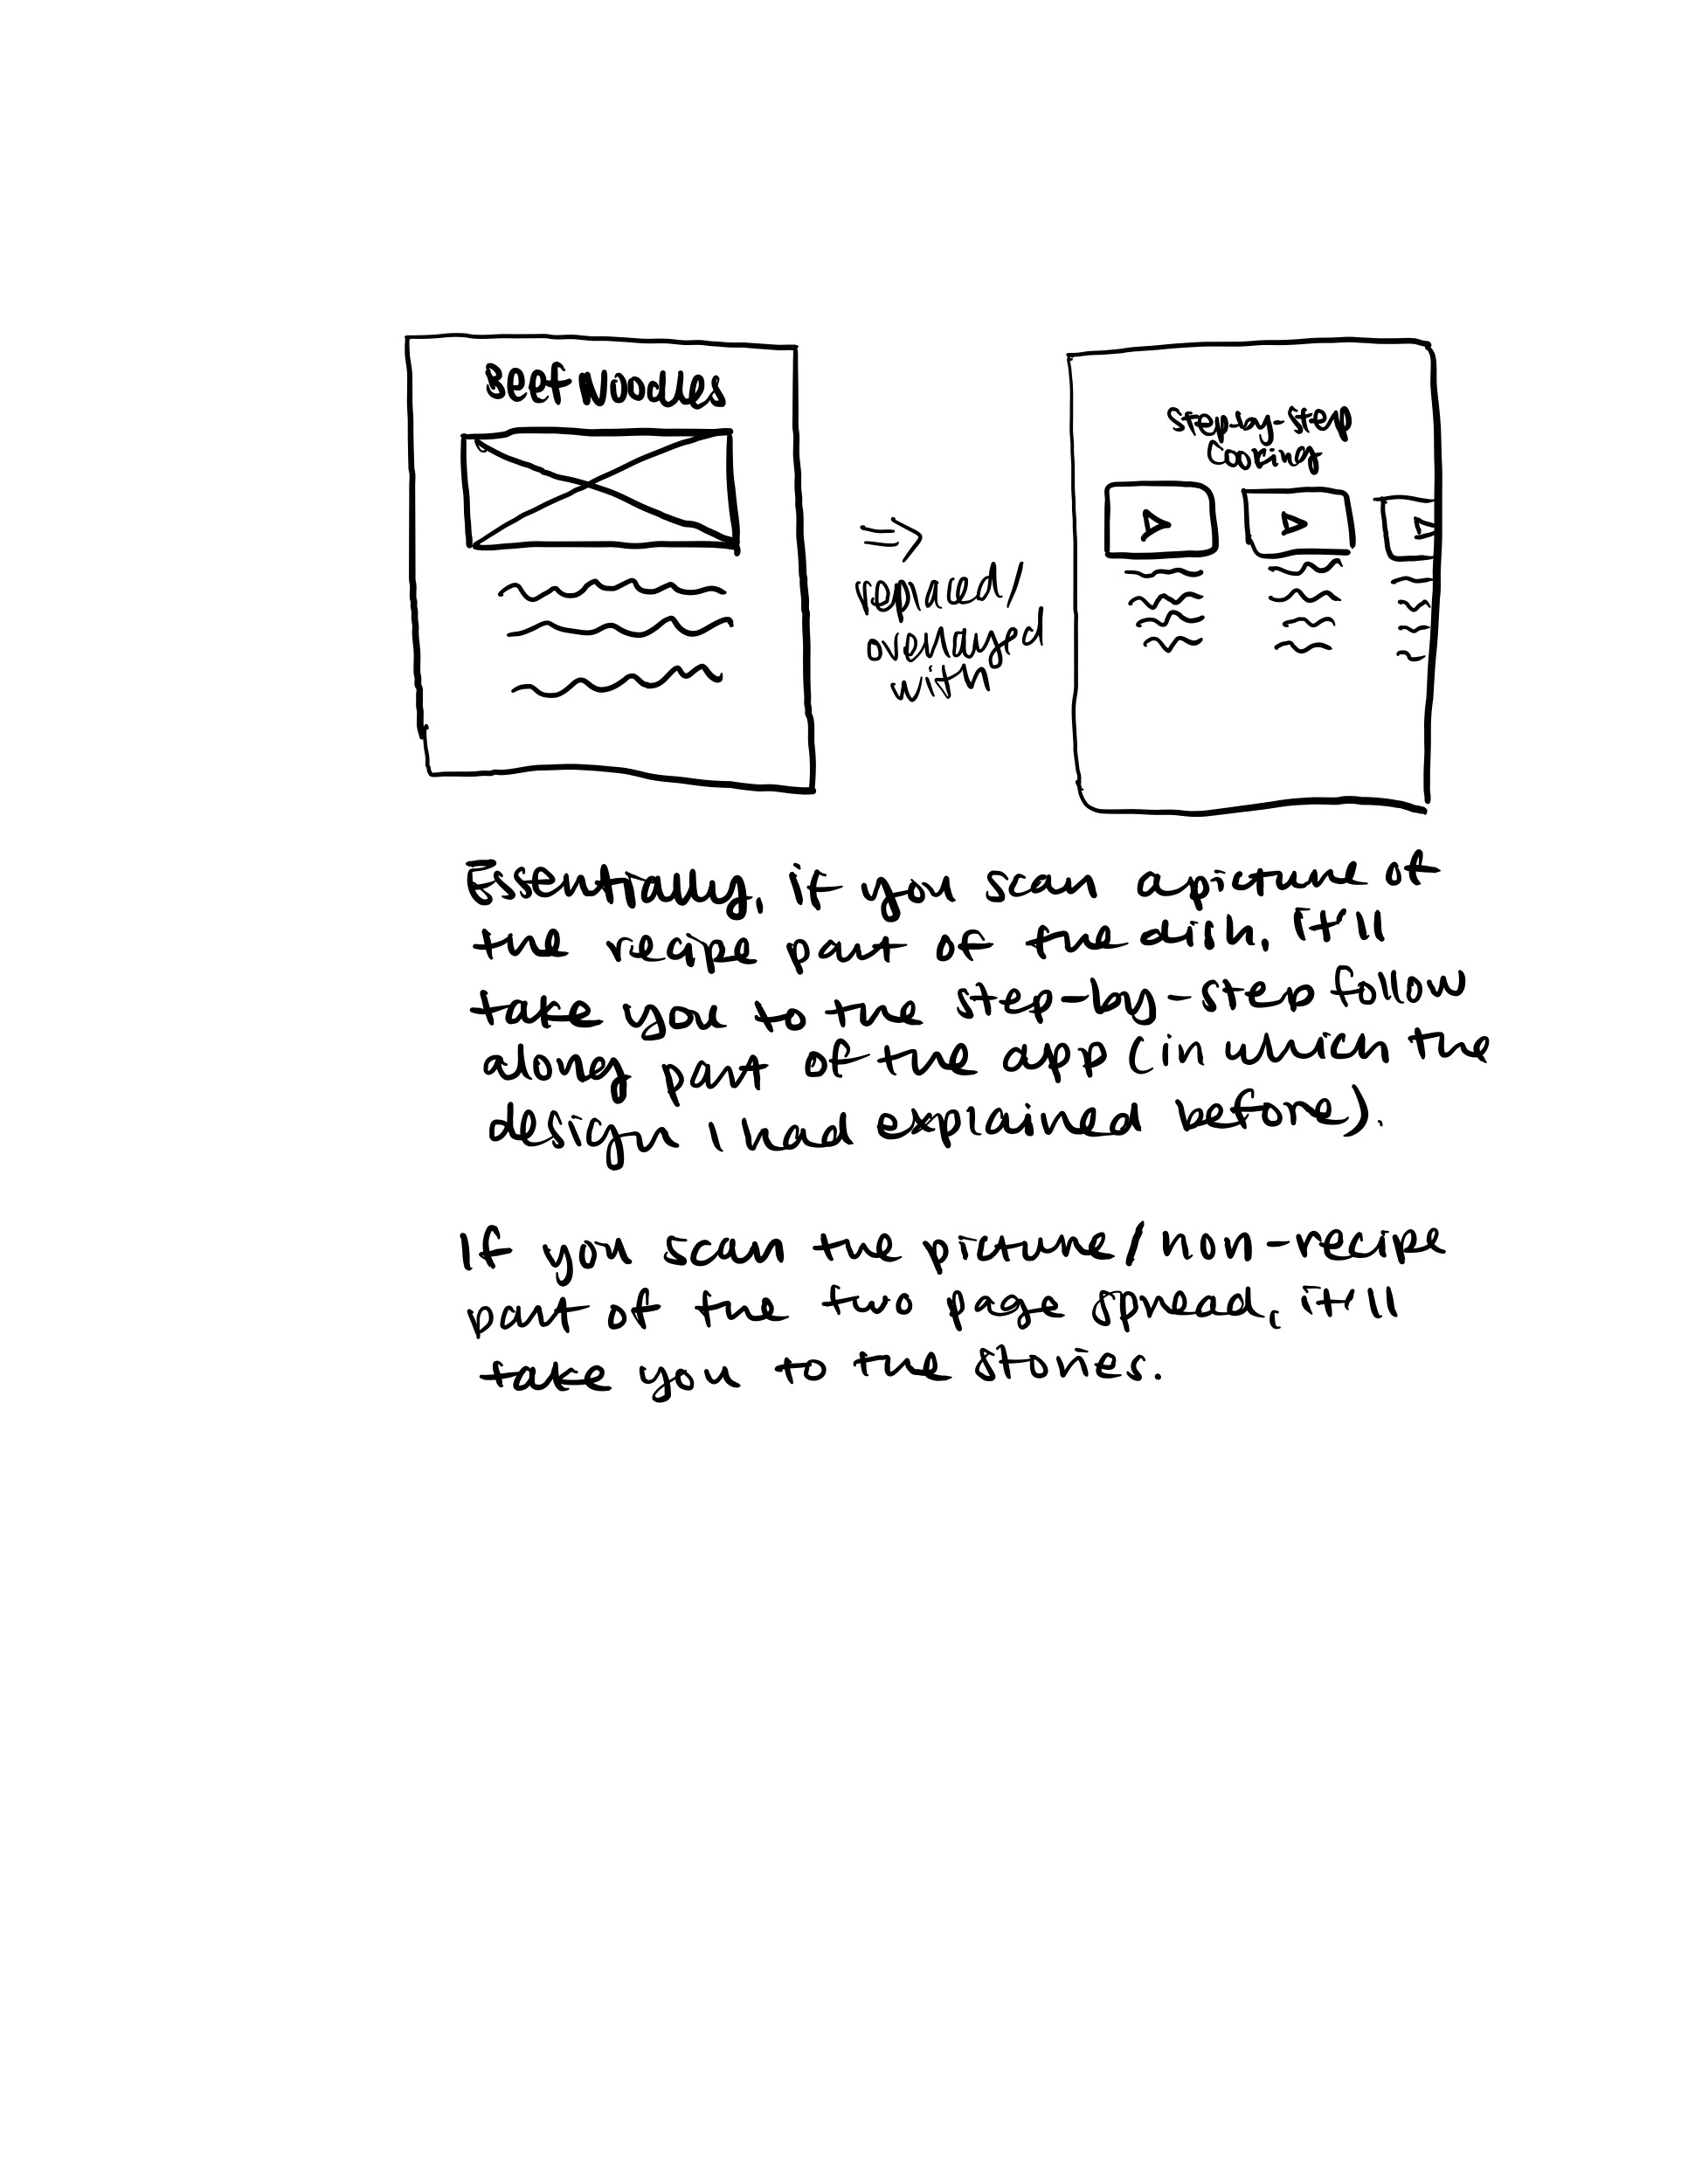 Beef Noodles
Step-by-Step
Cooking
replaced/
overlayed
with
Essentially, if you scan a picture of
the recipe part of the dish, it'll
take you to the step-by-step follow
along part of the app (in which the
design I had explained before).
If you scan the picture/non-recipe
part of the two page spread, it'll
take you to the stories.